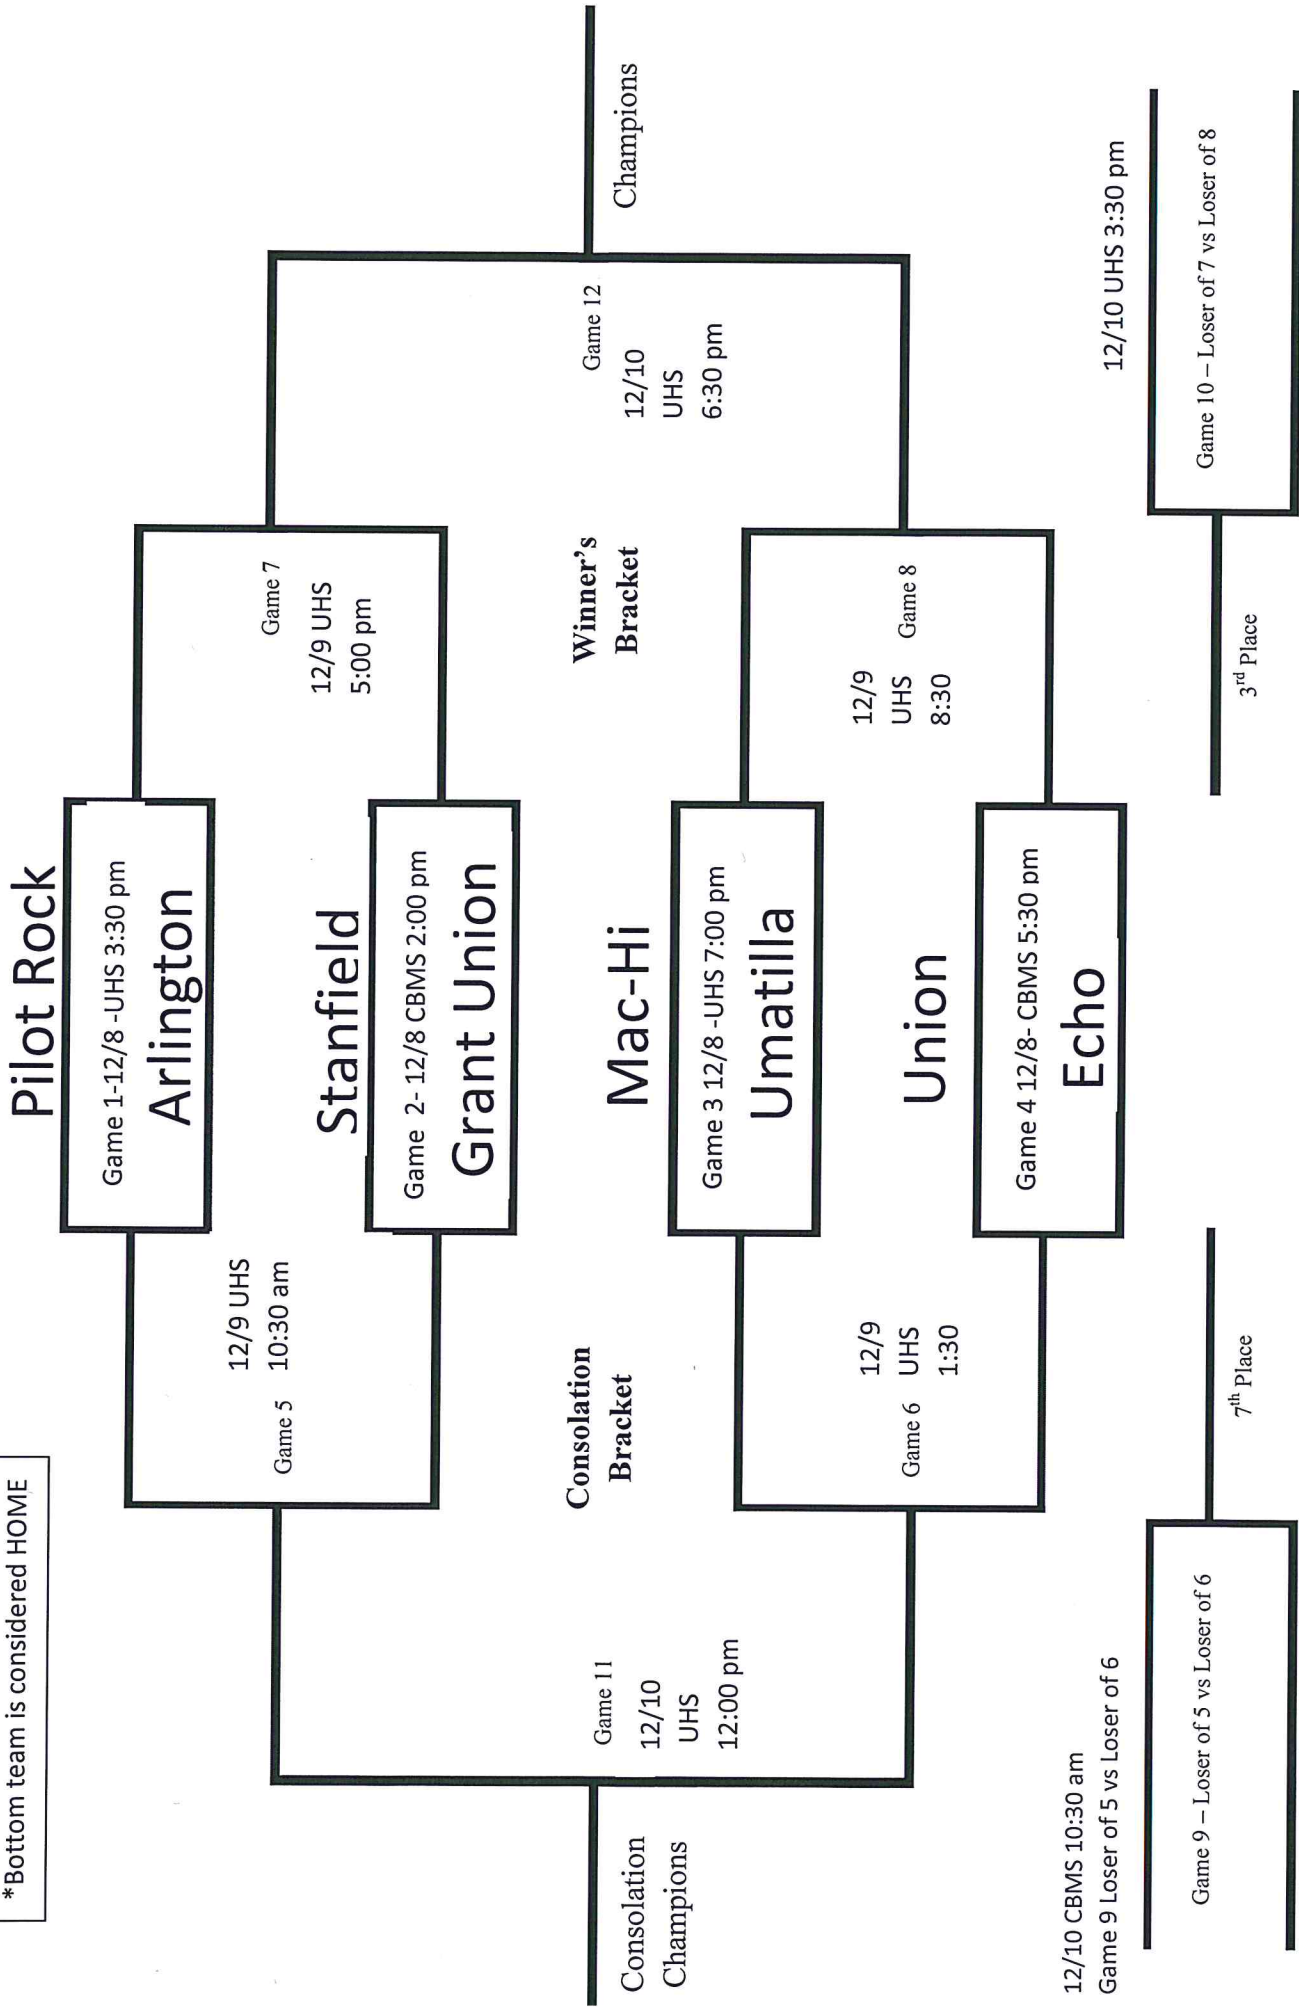 *Bottom team is considered HOME
Pilot Rock
Game 1-12/8 -UHS 3:30 pm
Arlington
12/9 UHS
10:30 am
Game 5
Game 7
12/9 UHS
5:00 pm
Stanfield
Game 2- 12/8 CBMS 2:00 pm
Grant Union
Consolation
Bracket
Winner's
Bracket
Game 11
12/10
UHS
12:00 pm
Consolation
Champions
Game 12
12/10
UHS
6:30 pm
Champions
Mac-Hi
Game 3 12/8 -UHS 7:00 pm
Umatilla
12/9
UHS
1:30
Game 6
12/9
UHS
8:30
Game 8
Union
Game 4 12/8- CBMS 5:30 pm
Echo
12/10 CBMS 10:30 am
Game 9 Loser of 5 vs Loser of 6
Game 9 – Loser of 5 vs Loser of 6
7th Place
12/10 UHS 3:30 pm
Game 10 – Loser of 7 vs Loser of 8
3rd Place